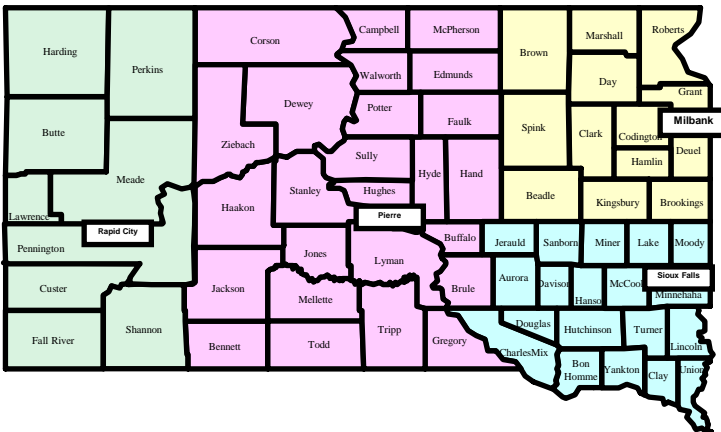 Harding
Perkins
Corson
Campbell
McPherson
Brown
Marshall
Roberts
Butte
Ziebach
Dewey
Walworth
Edmunds
Day
Grant
Potter
Faulk
Spink
Clark
Codington
Milbank
Hamlin
Deuel
Meade
Sully
Hyde
Hand
Lawrence
Haakon
Stanley
Hughes
Beadle
Kingsbury
Brookings
Rapid City
Pierre
Pennington
Jones
Lyman
Buffalo
Jerauld
Sanborn
Miner
Lake
Moody
Custer
Jackson
Mellette
Brule
Aurora
Davison
Hanso
McCook
Sioux Falls
Minnehaha
Fall River
Shannon
Bennett
Todd
Tripp
Gregory
Douglas
CharlesMix
Hutchinson
Turner
Lincoln
Bon
Homme
Yankton
Clay
Union